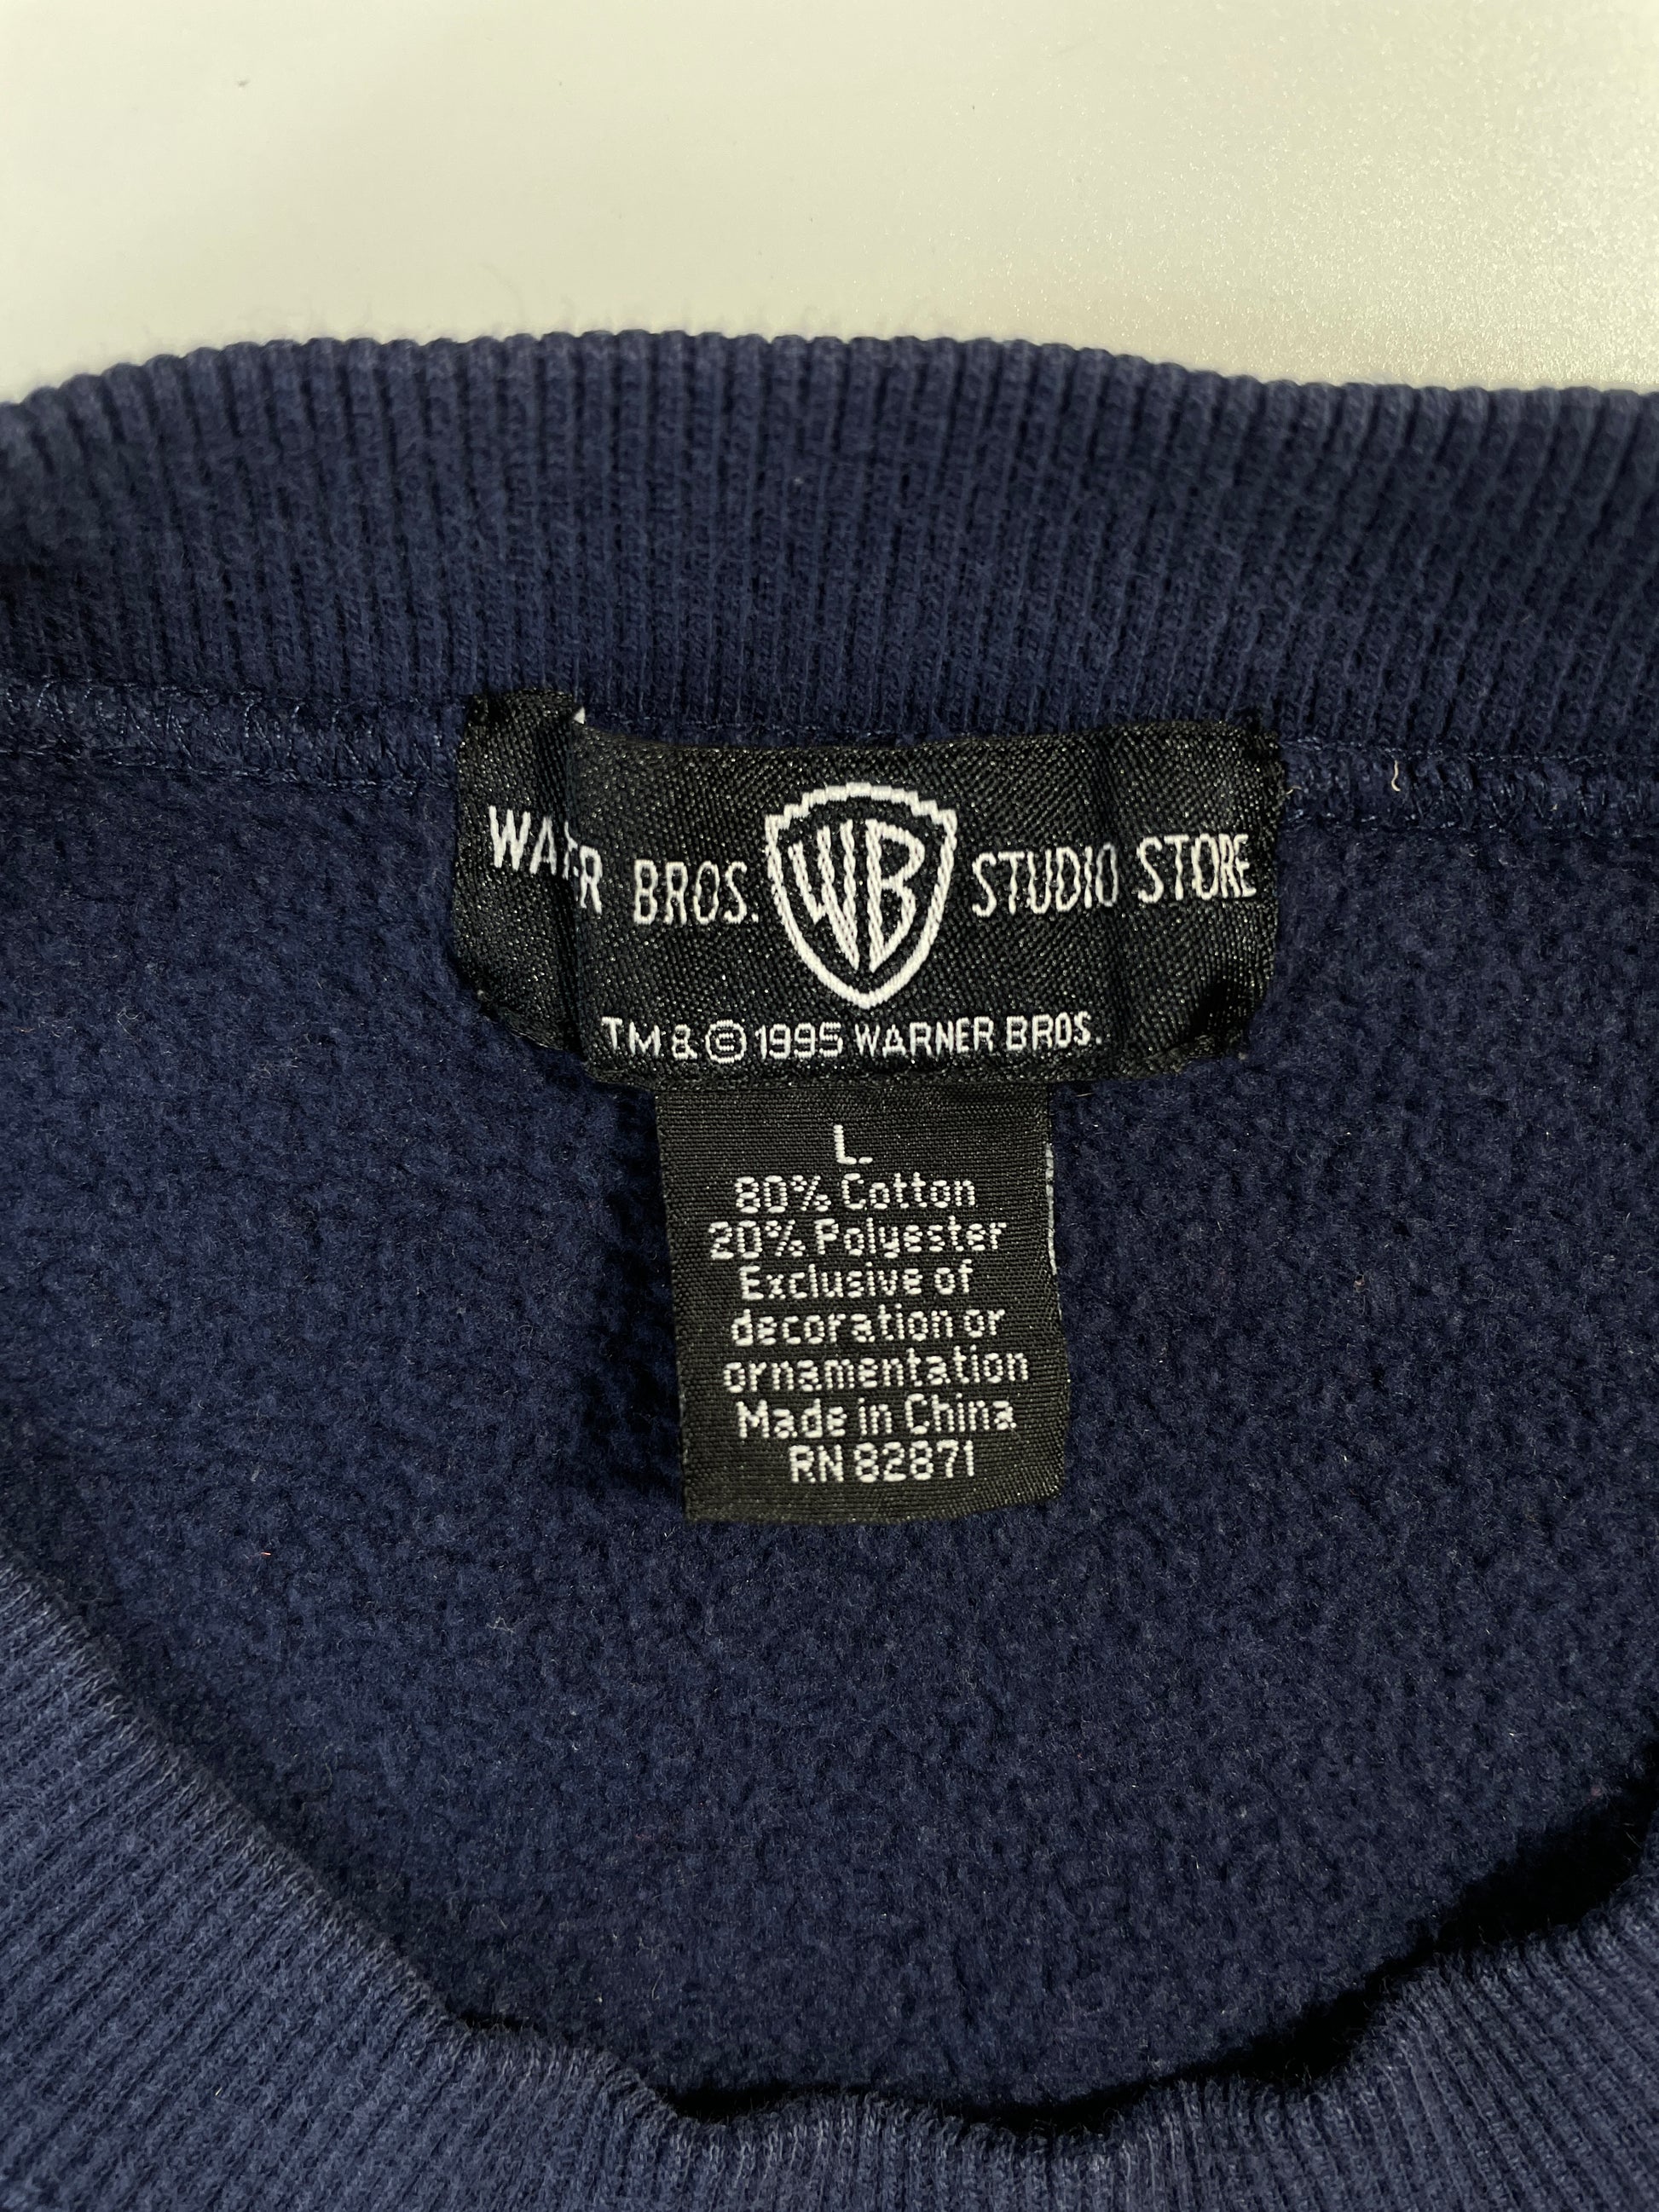 BROS. WB STUDIO STORE
TM & © 1995 WARNER BROS.
L.
80% Cotton
20% Polyester
Exclusive of
decoration or
ornamentation
Made in China
RN 82871